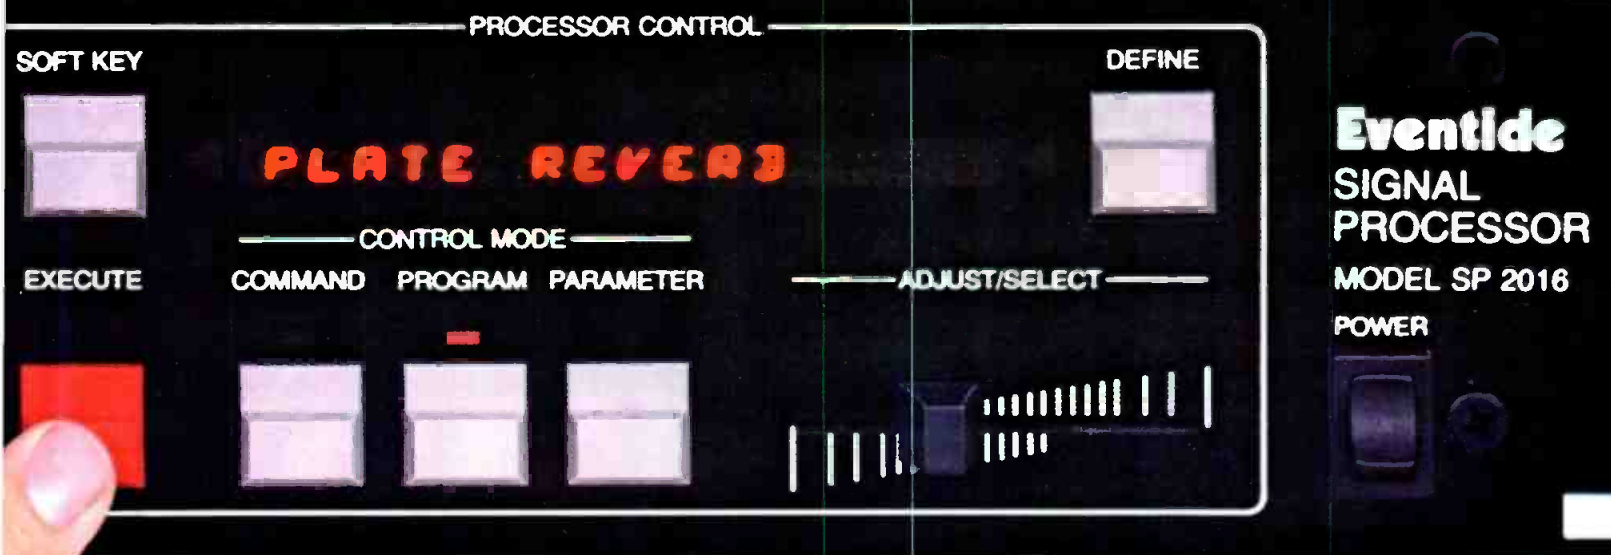 PROCESSOR CONTROL
SOFT KEY
DEFINE
PLATE REVERB
CONTROL MODE
EXECUTE
COMMAND PROGRAM PARAMETER
ADJUST/SELECT
Eventide
SIGNAL
PROCESSOR
MODEL SP 2016
POWER